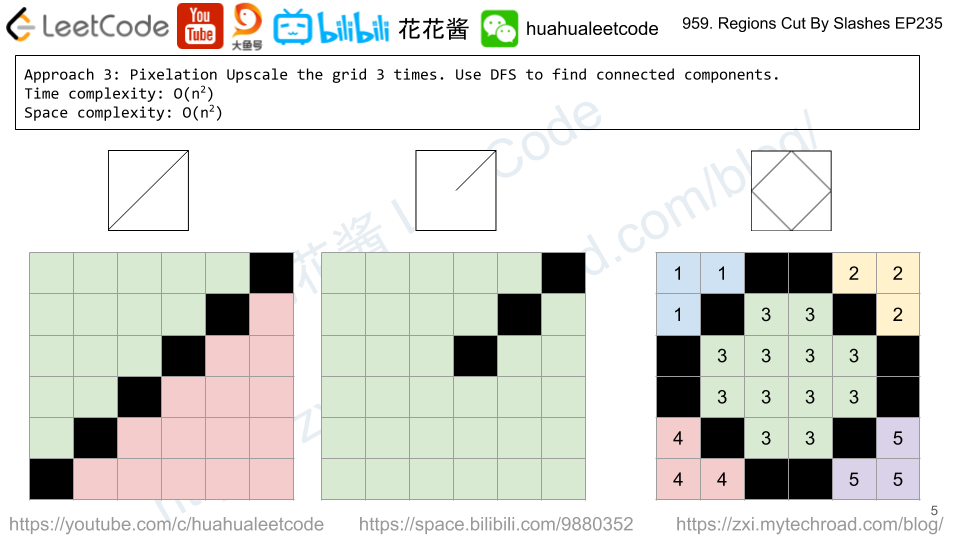 LeetCode
You
Tube
大鱼号
bilibili
花花酱
huahualeetcode
959. Regions Cut By Slashes EP235
Approach 3: Pixelation Upscale the grid 3 times. Use DFS to find connected components.
Time complexity: O(n²)
Space complexity: O(n²)
1 1 2 2
1 3 3 2
3 3 3 3
3 3 3 3
4 3 3 5
4 4 5 5
5
https://youtube.com/c/huahualeetcode
https://space.bilibili.com/9880352
https://zxi.mytechroad.com/blog/